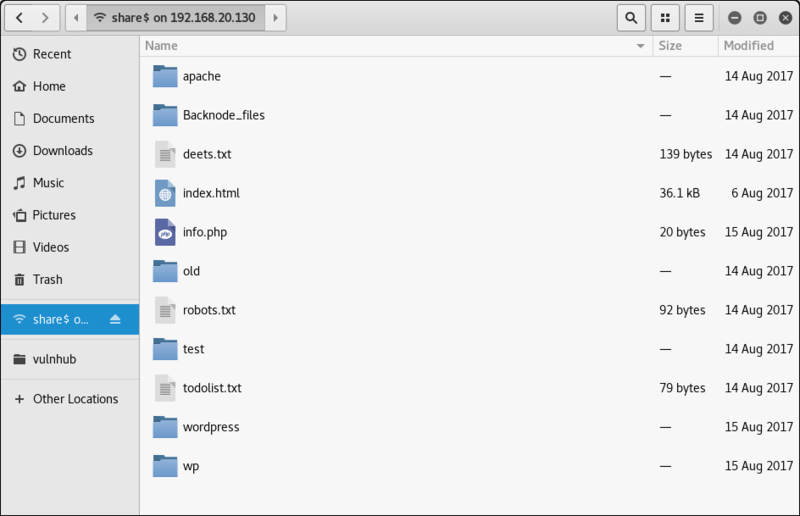 share$ on 192.168.20.130
Recent
Home
Documents
Downloads
Music
Pictures
Videos
Trash
share$ o...
vulnhub
Other Locations
Name Size Modified
apache — 14 Aug 2017
Backnode_files — 14 Aug 2017
deets.txt 139 bytes 14 Aug 2017
index.html 36.1 kB 6 Aug 2017
php info.php 20 bytes 15 Aug 2017
old — 14 Aug 2017
robots.txt 92 bytes 14 Aug 2017
test — 14 Aug 2017
todolist.txt 79 bytes 14 Aug 2017
wordpress — 15 Aug 2017
wp — 15 Aug 2017